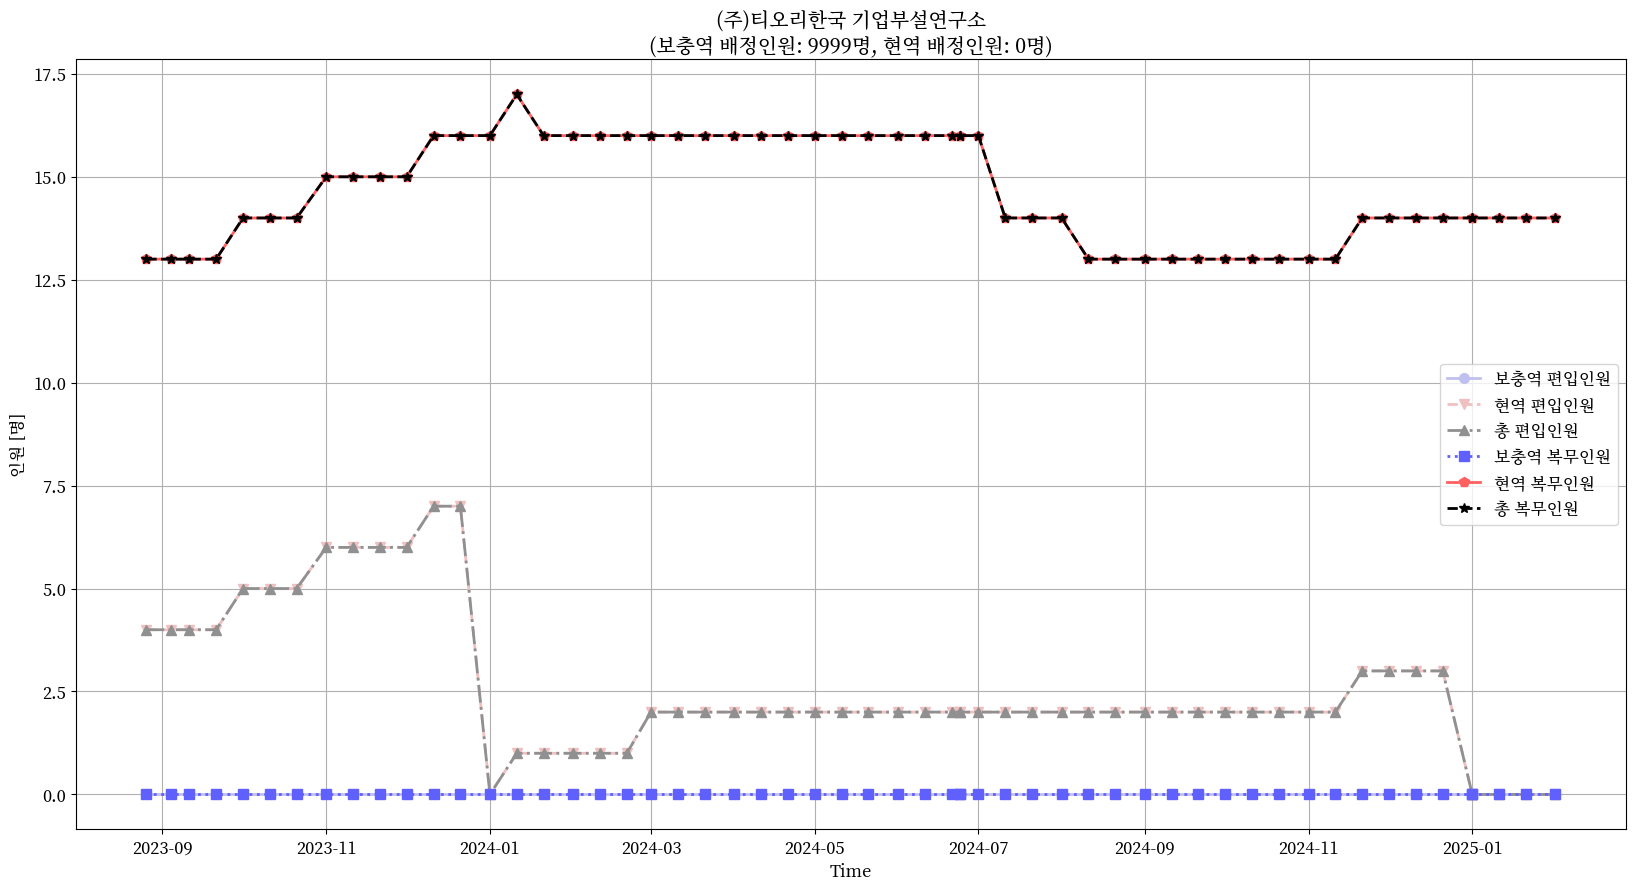 (주)티오리한국 기업부설연구소
(보충역 배정인원: 9999명, 현역 배정인원: 0명)
17.5
15.0
12.5
10.0
7.5
5.0
2.5
0.0
인원 [명]
보충역 편입인원
현역 편입인원
총 편입인원
보충역 복무인원
현역 복무인원
총 복무인원
2023-09 2023-11 2024-01 2024-03 2024-05 2024-07 2024-09 2024-11 2025-01
Time